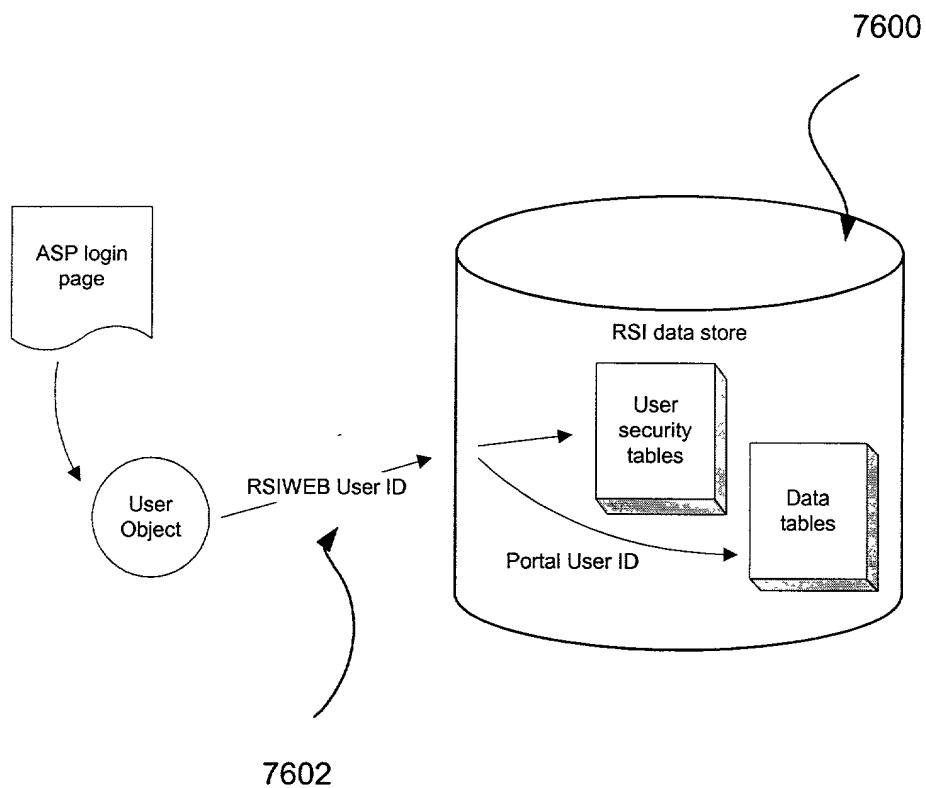 7600
ASP login
page
RSI data store
User
security
tables
RSIWEB User ID
User
Object
Data
tables
Portal User ID
7602